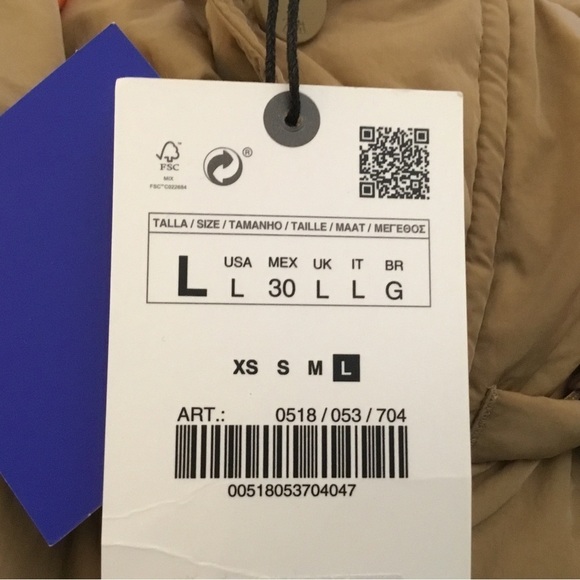 FSC
MIX
®
TALLA / SIZE / TAMANHO / TAILLE / MAAT / ΜΕΓΕΘΟΣ
L
USA MEX UK IT BR
L 30 L L G
XS S M L
ART.: 0518 / 053 / 704
00518053704047